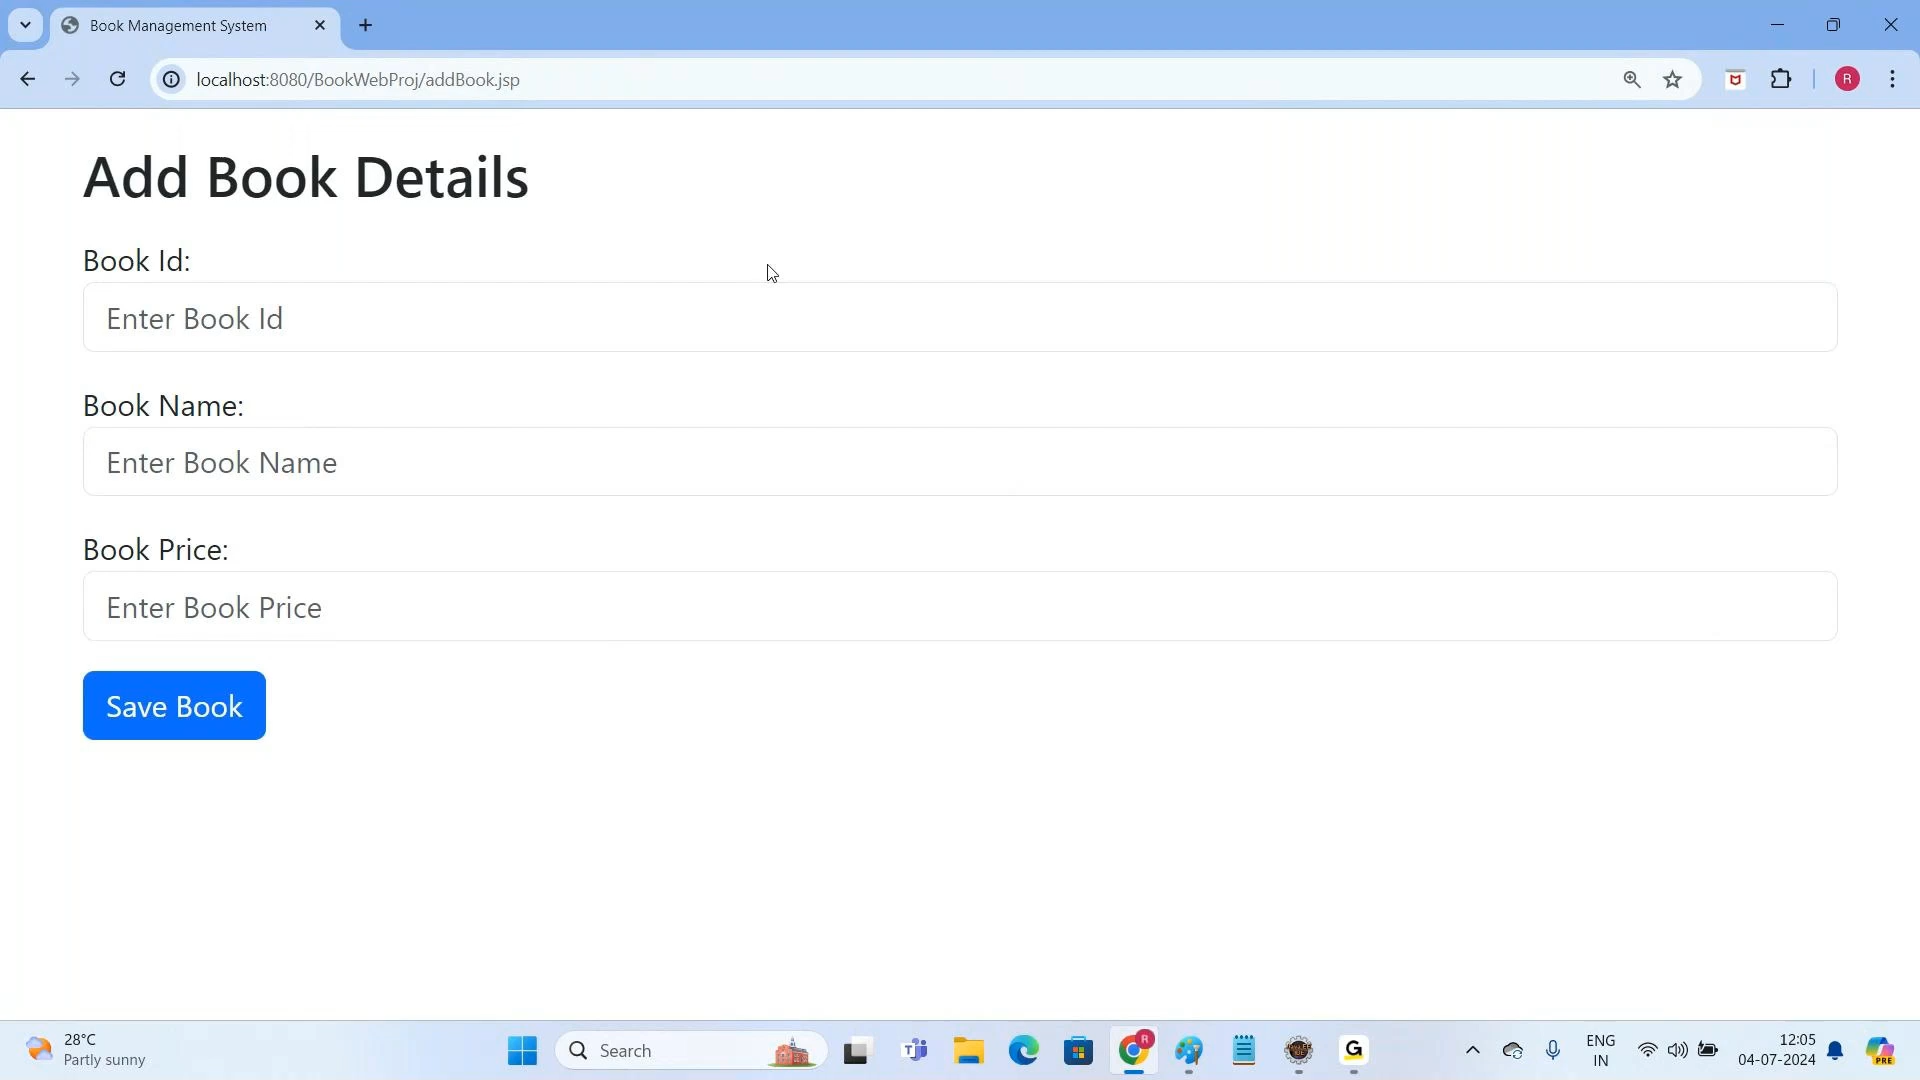 Book Management System
localhost:8080/BookWebProj/addBook.jsp
R
Add Book Details
Book Id:
Enter Book Id
Book Name:
Enter Book Name
Book Price:
Enter Book Price
Save Book
28°C
Partly sunny
Search
R
G
ENG
IN
12:05
04-07-2024
PRE